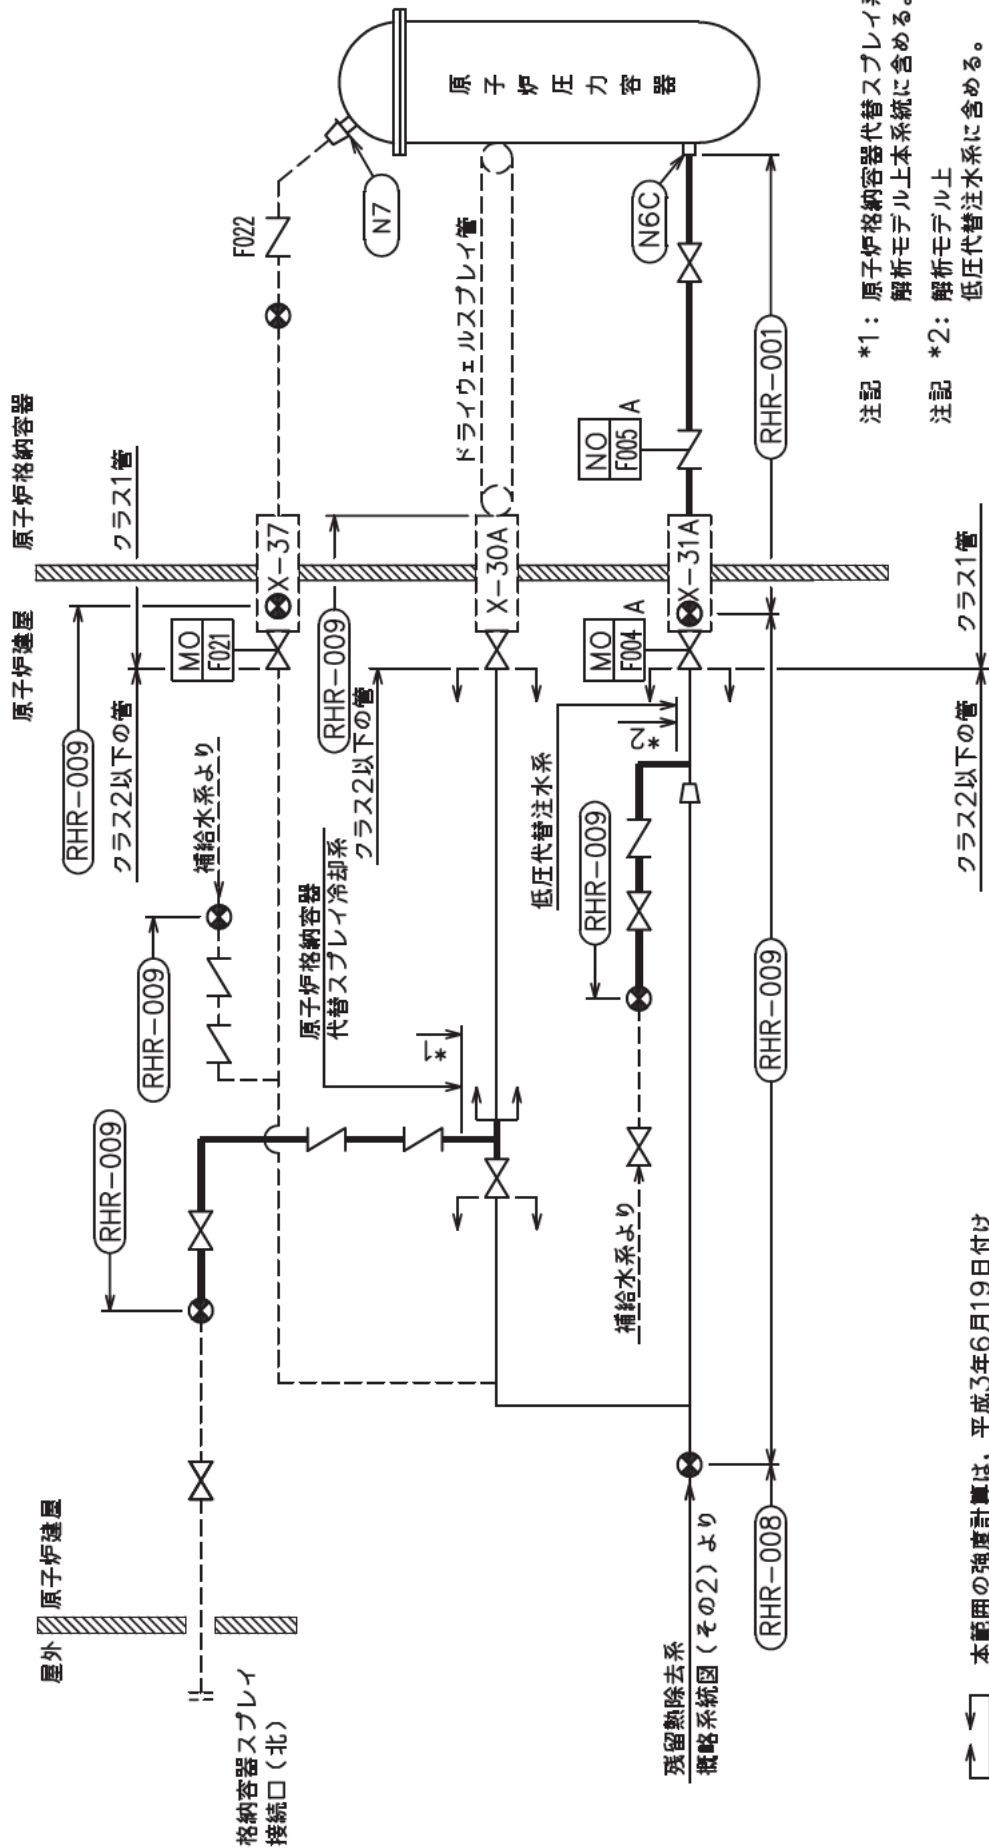 原子炉建屋
原子炉格納容器
屋外
原子炉建屋
格納容器スプレイ
接続口(北)
RHR-009
RHR-009
補給水系より
RHR-009
クラス2以下の管
クラス1管
MO
F021
X-37
F022
N7
原子炉圧力容器
原子炉格納容器
代替スプレイ冷却系
*1
RHR-009
クラス2以下の管
X-30A
ドライウェルスプレイ管
低圧代替注水系
*2
RHR-009
補給水系より
MO
F004
A
X-31A
NO
F005
A
N6C
残留熱除去系
概略系統図(その2)より
RHR-008
RHR-009
RHR-001
クラス2以下の管
クラス1管
注記 *1:原子炉格納容器代替スプレイ
解析モデル上本系統に含める。
注記 *2:解析モデル上
低圧代替注水系に含める。
本範囲の強度計算は、平成3年6月19日付け